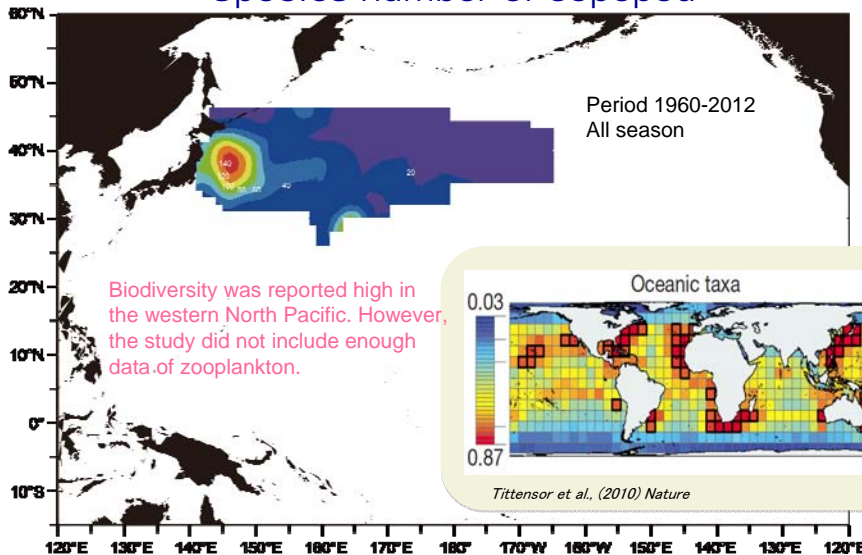 Species number of copepod
60°N
50°N
40°N
30°N
20°N
10°N
0°
10°S
120°E 130°E 140°E 150°E 160°E 170°E 180° 170°W 160°W 150°W 140°W 130°W 120°
Period 1960-2012
All season
140
40
20
Biodiversity was reported high in
the western North Pacific. However,
the study did not include enough
data of zooplankton.
Oceanic taxa
0.03
0.87
Tittensor et al., (2010) Nature